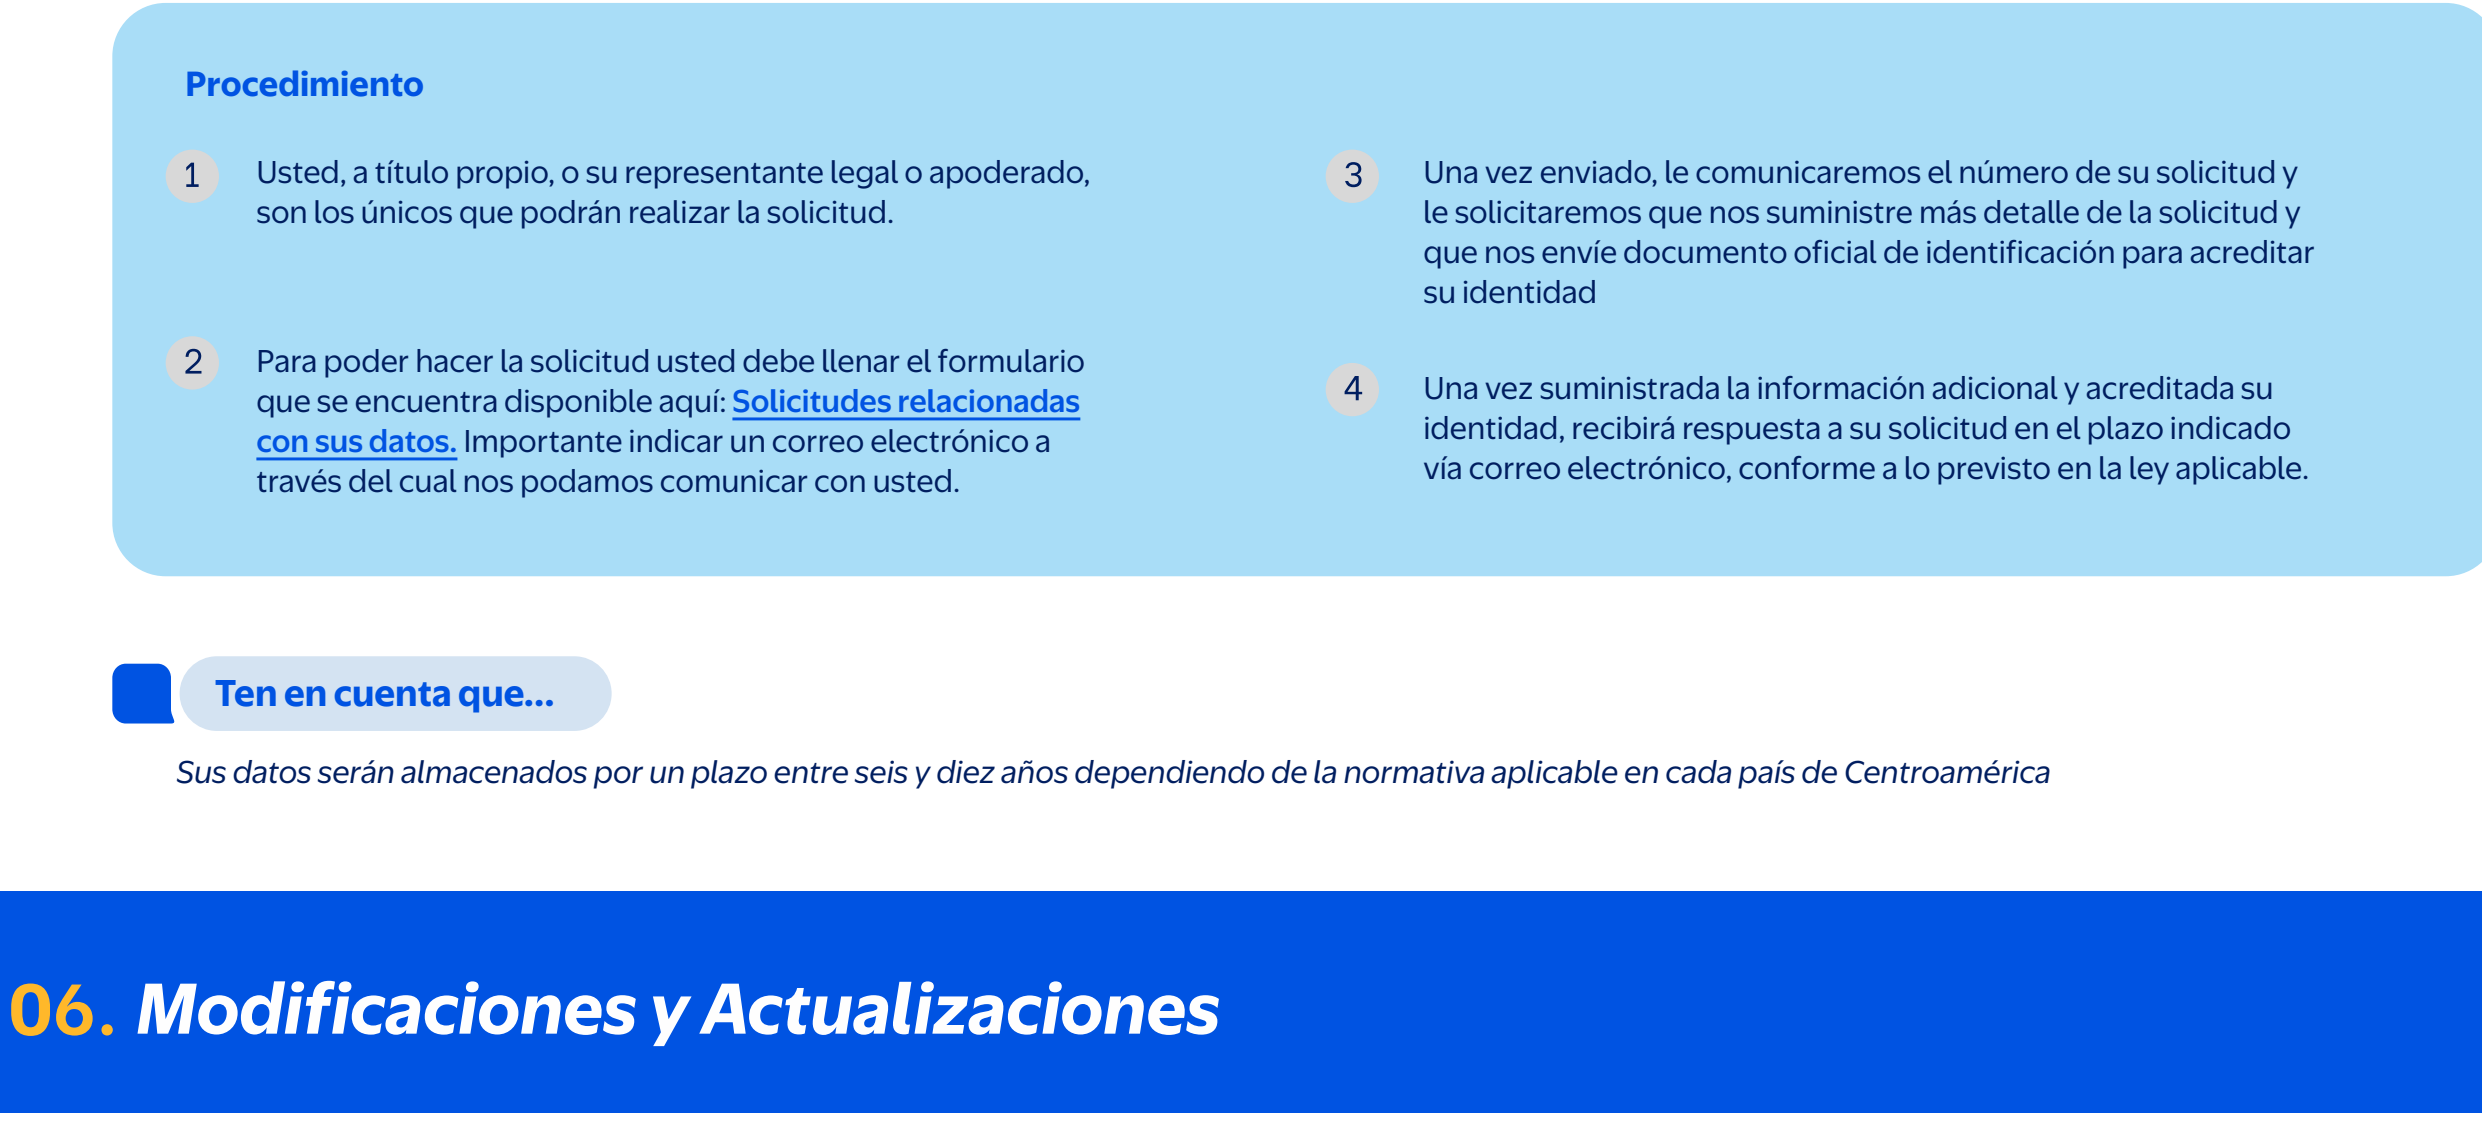 Procedimiento
1
Usted, a título propio, o su representante legal o apoderado,
son los únicos que podrán realizar la solicitud.
2
Para poder hacer la solicitud usted debe llenar el formulario
que se encuentra disponible aquí: Solicitudes relacionadas
con sus datos. Importante indicar un correo electrónico a
través del cual nos podamos comunicar con usted.
3
Una vez enviado, le comunicaremos el número de su solicitud y
le solicitaremos que nos suministre más detalle de la solicitud y
que nos envíe documento oficial de identificación para acreditar
su identidad
4
Una vez suministrada la información adicional y acreditada su
identidad, recibirá respuesta a su solicitud en el plazo indicado
vía correo electrónico, conforme a lo previsto en la ley aplicable.
Ten en cuenta que...
Sus datos serán almacenados por un plazo entre seis y diez años dependiendo de la normativa aplicable en cada país de Centroamérica
06. Modificaciones y Actualizaciones